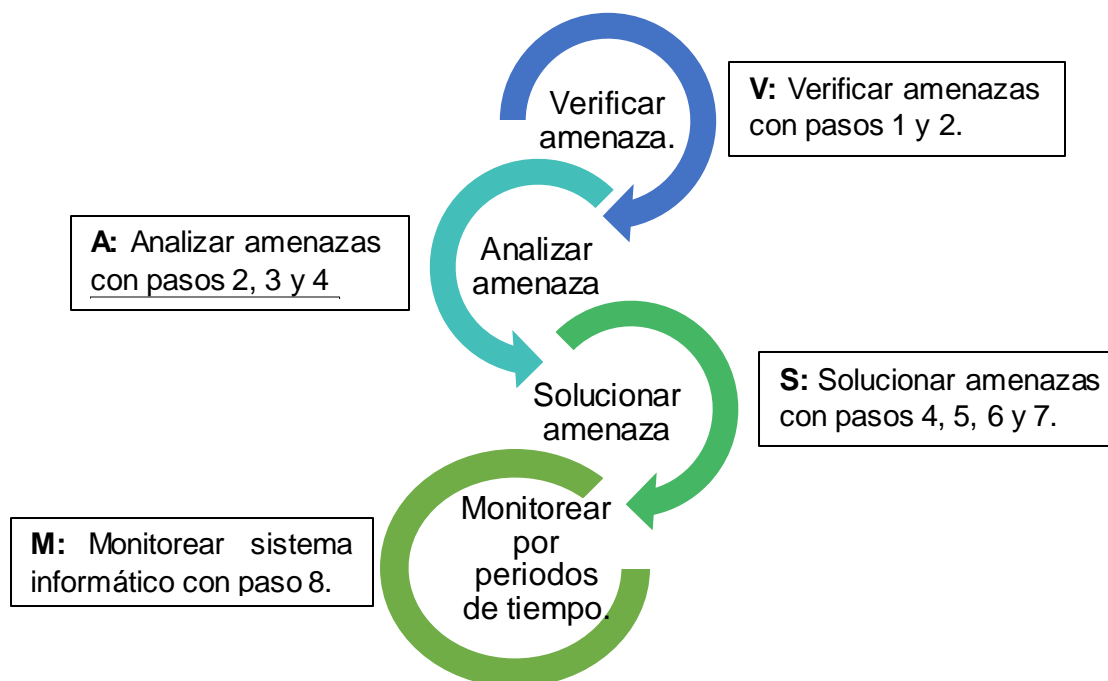 Verificar
amenaza.
V: Verificar amenazas
con pasos 1 y 2.
A: Analizar amenazas
con pasos 2, 3 y 4
Analizar
amenaza
Solucionar
amenaza
S: Solucionar amenazas
con pasos 4, 5, 6 y 7.
M: Monitorear sistema
informático con paso 8.
Monitorear
por
periodos
de tiempo.